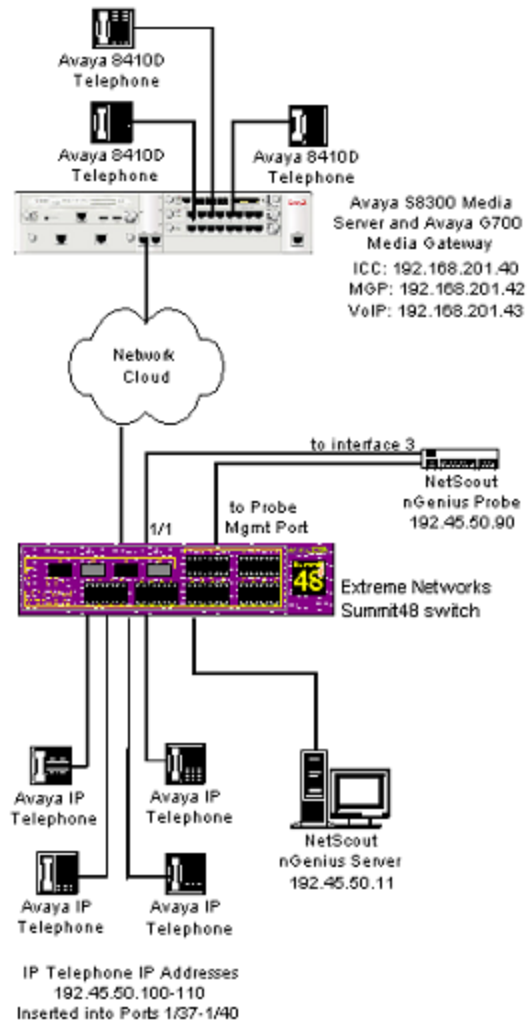 Avaya 8410D
Telephone
Avaya 8410D
Telephone
Avaya 8410D
Telephone
Avaya S8300 Media
Server and Avaya G700
Media Gateway
ICC: 192.168.201.40
MGP: 192.168.201.42
VoIP: 192.168.201.43
Network
Cloud
to interface 3
NetScout
nGenius Probe
192.45.50.90
to Probe
Mgmt Port
1/1
48
Extreme Networks
Summit48 switch
Avaya IP
Telephone
Avaya IP
Telephone
NetScout
nGenius Server
192.45.50.11
Avaya IP
Telephone
Avaya IP
Telephone
IP Telephone IP Addresses
192.45.50.100-110
Inserted into Ports 1/37-1/40